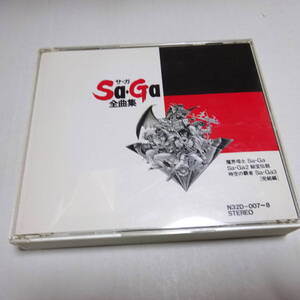 サ・ガ
Sa·Ga
全曲集
魔界塔士 Sa·Ga
Sa·Ga2 秘宝伝説
時空の覇者 Sa·Ga3
[完結編]
N32D-007~8
STEREO